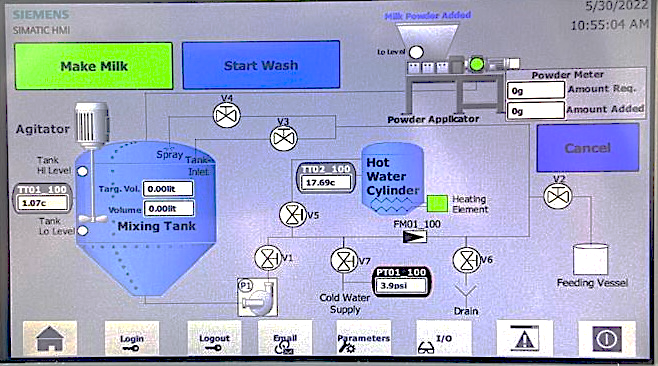 SIEMENS
SIMATIC HMI
5/30/2022
10:55:04 AM
Milk Powder Added
Lo Level
Make Milk
Start Wash
Powder Meter
0g Amount Req.
0g Amount Added
Powder Applicator
Cancel
V4
V3
Agitator
Spray
Tank
Inlet
Tank
Hi Level
TT01_100
1.07c
Tank
Lo Level
Targ. Vol. 0.00lit
Volume 0.00lit
Mixing Tank
TT02_100
17.69c
Hot
Water
Cylinder
Heating
Element
V2
V5
FM01_100
V1
V7
V6
P1
PT01_100
3.9psi
Cold Water
Supply
Drain
Feeding Vessel
Login
Logout
Email
Parameters
I/O